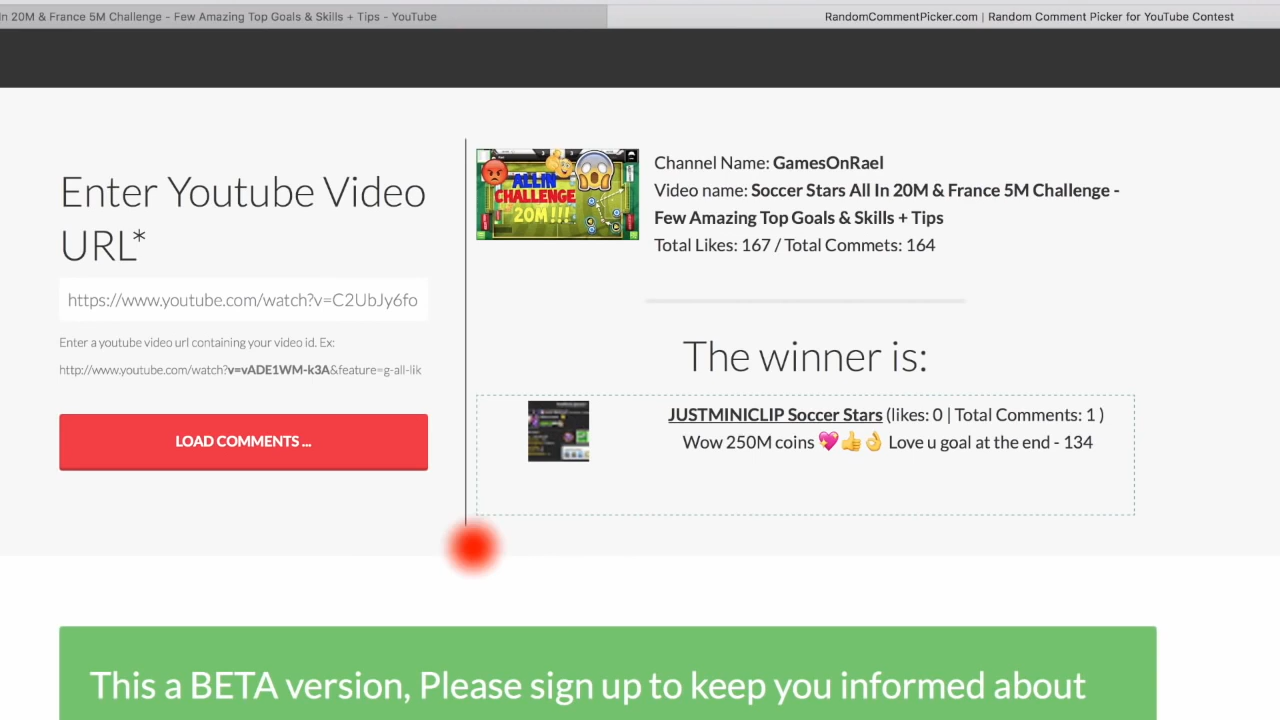 In 20M & France 5M Challenge - Few Amazing Top Goals & Skills + Tips - YouTube
RandomCommentPicker.com | Random Comment Picker for YouTube Contest
Enter Youtube Video
URL*
https://www.youtube.com/watch?v=C2UbJy6fo
Enter a youtube video url containing your video id. Ex:
http://www.youtube.com/watch?v=vADE1WM-k3A&feature=g-all-lik
LOAD COMMENTS ...
ALLIN
CHALLENGE
20M!!!
Channel Name: GamesOnRael
Video name: Soccer Stars All In 20M & France 5M Challenge -
Few Amazing Top Goals & Skills + Tips
Total Likes: 167 / Total Commets: 164
The winner is:
JUSTMINICLIP Soccer Stars (likes: 0 | Total Comments: 1 )
Wow 250M coins 💖👍👌 Love u goal at the end - 134
This a BETA version, Please sign up to keep you informed about